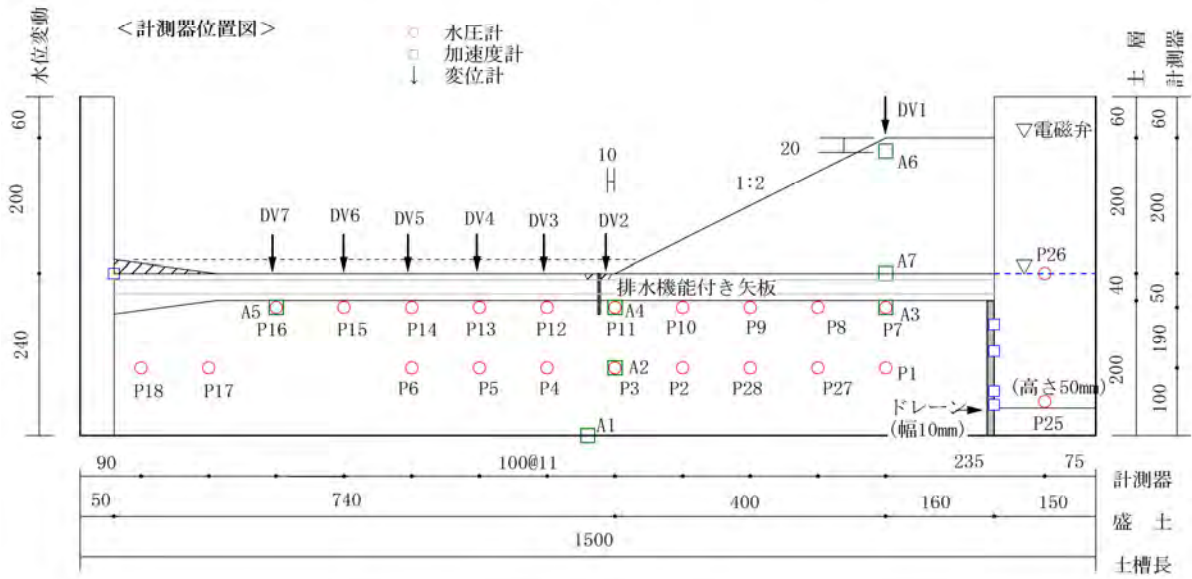 ＜計測器位置図＞
○ 水圧計
□ 加速度計
↓ 変位計
水位変動
60
200
240
土層
計測器
60
200
40
200
60
200
50
190
100
DV1
▽電磁弁
20
A6
10
1:2
DV7
DV6
DV5
DV4
DV3
DV2
A7
▽
P26
排水機能付き矢板
A5
P16
P15
P14
P13
P12
A4
P11
P10
P9
P8
A3
P7
P18
P17
P6
P5
P4
A2
P3
P2
P28
P27
P1
(高さ50mm)
ドレーン
(幅10mm)
P25
A1
90
100@11
235
75
計測器
50
740
400
160
150
盛土
1500
土槽長